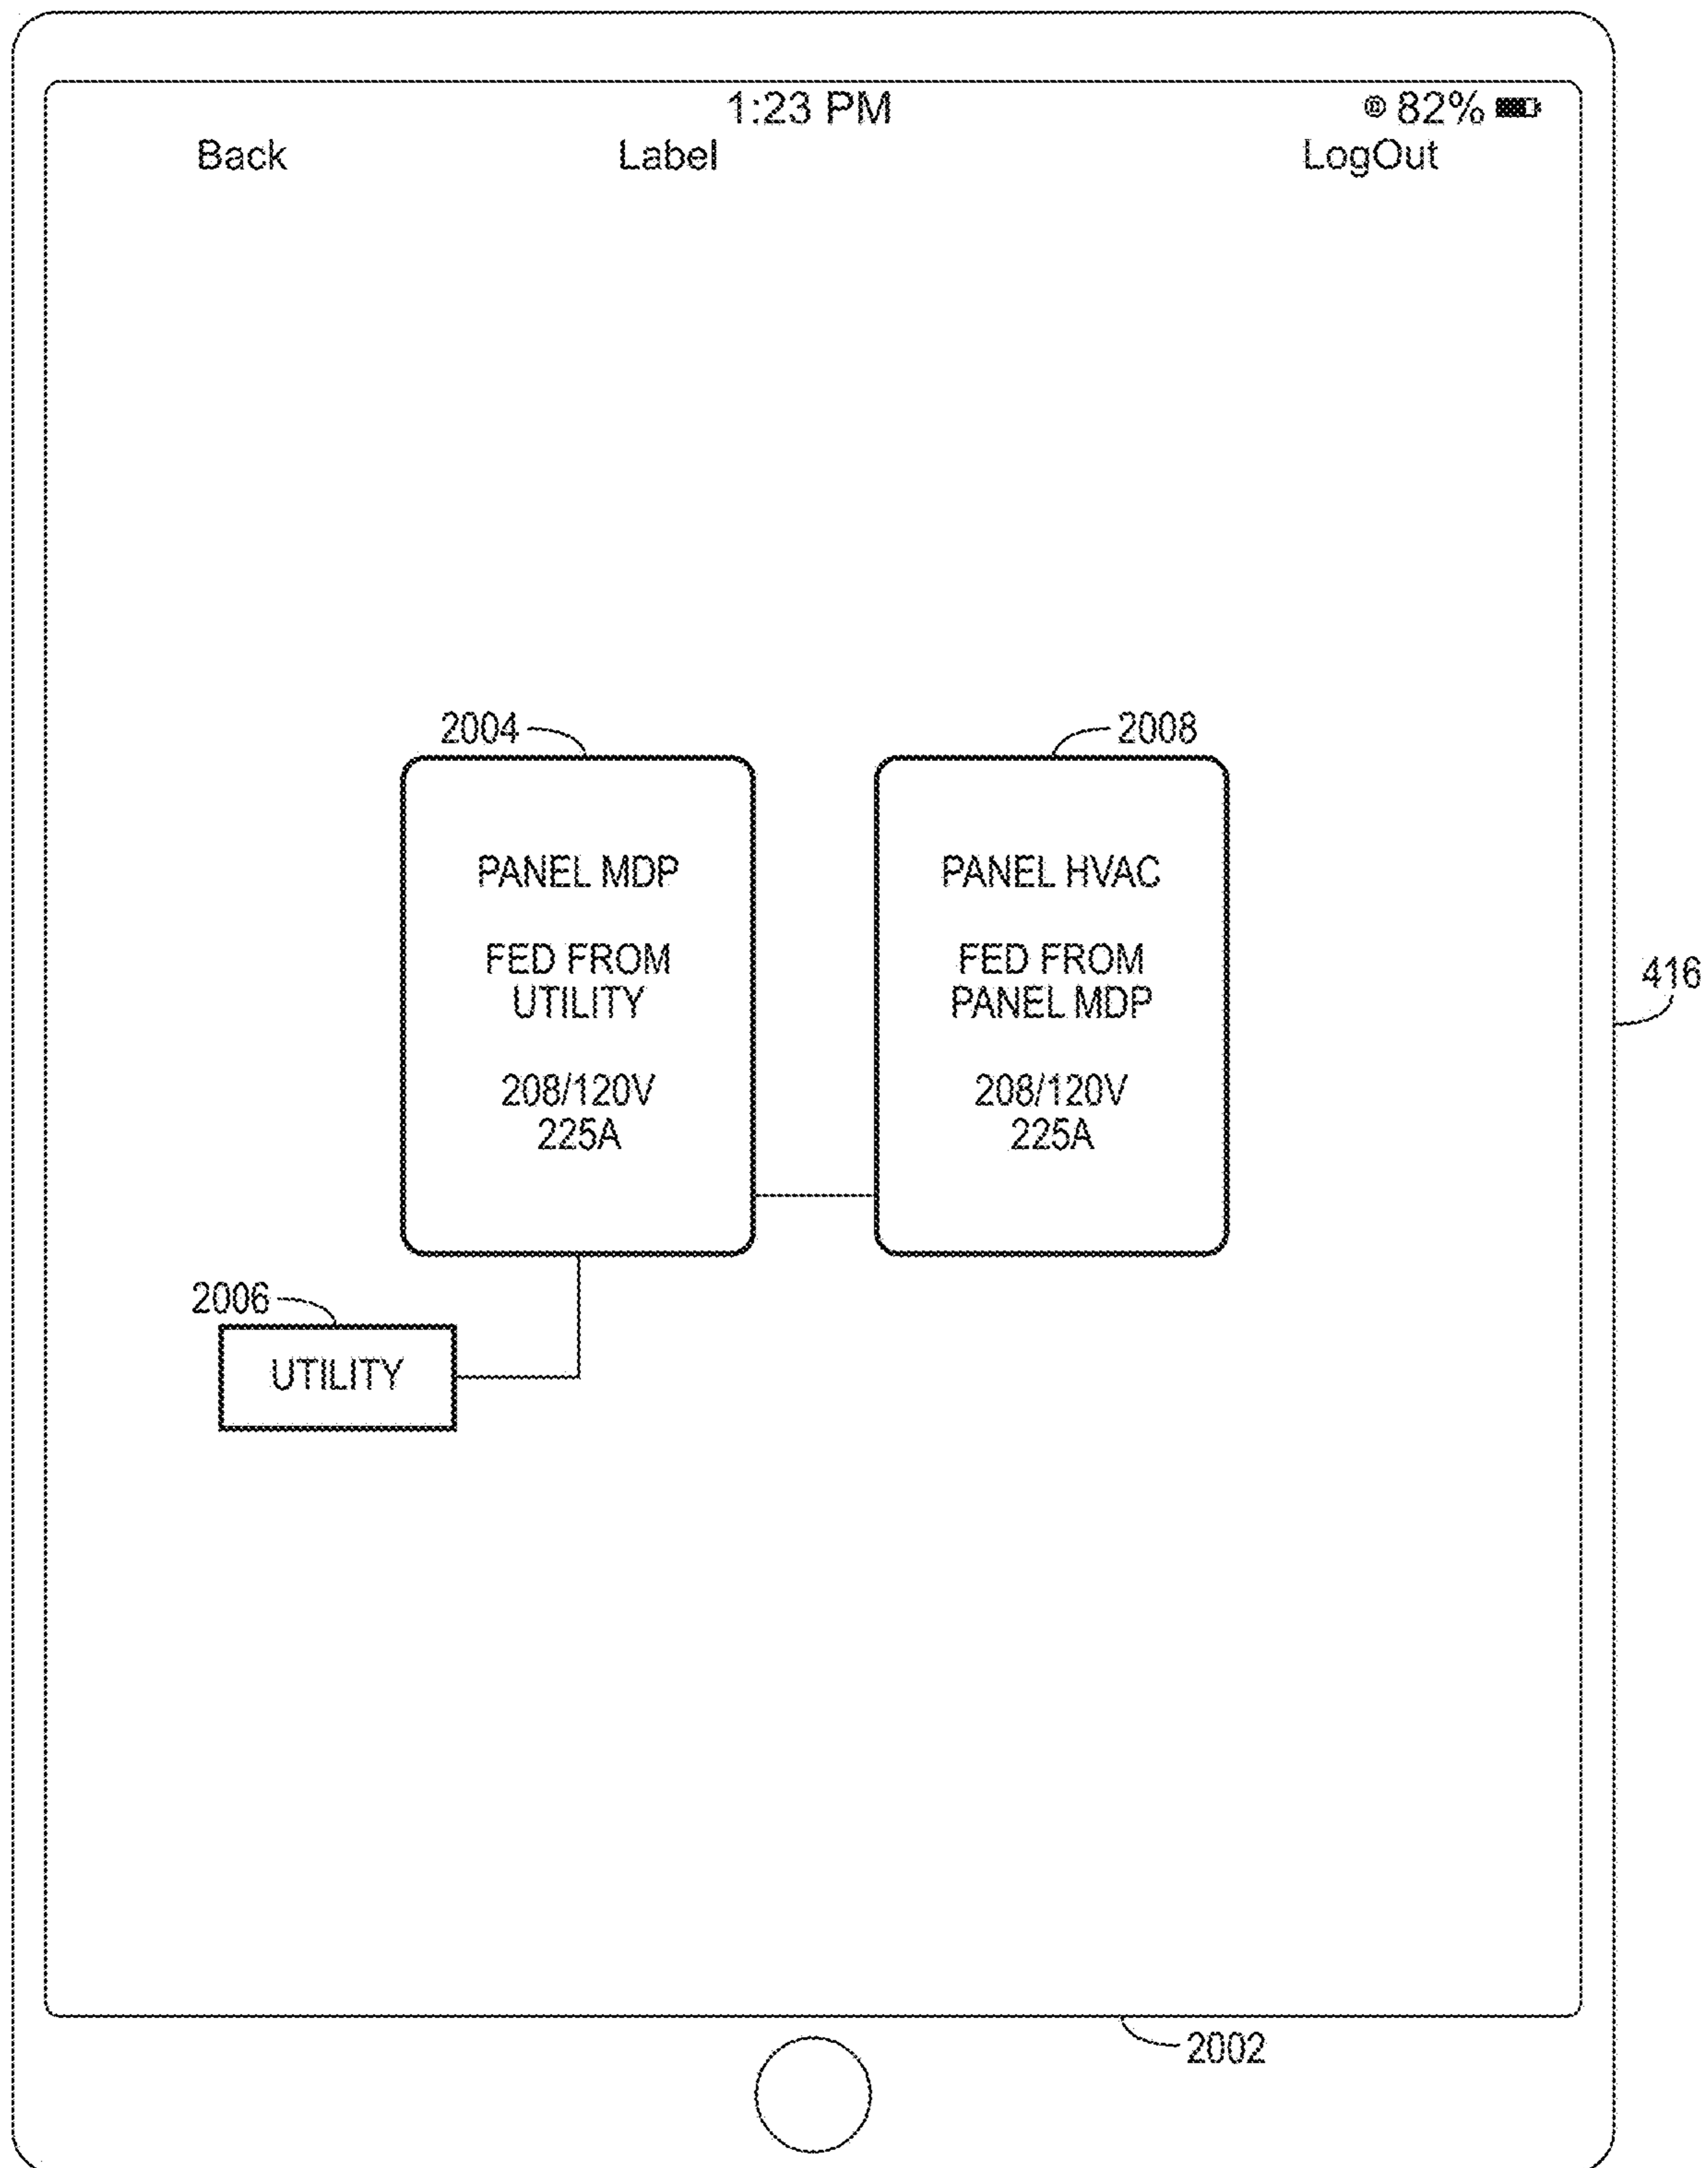 1:23 PM
82%
Back
Label
LogOut
2004
2008
PANEL MDP
FED FROM
UTILITY
208/120V
225A
PANEL HVAC
FED FROM
PANEL MDP
208/120V
225A
416
2006
UTILITY
2002